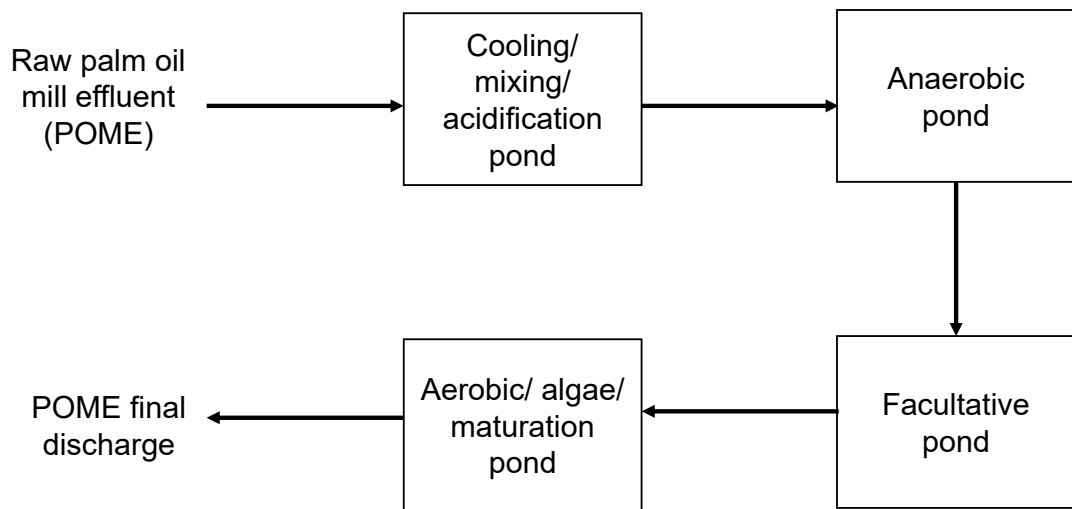 Raw palm oil
mill effluent
(POME)
Cooling/
mixing/
acidification
pond
Anaerobic
pond
Facultative
pond
Aerobic/ algae/
maturation
pond
POME final
discharge